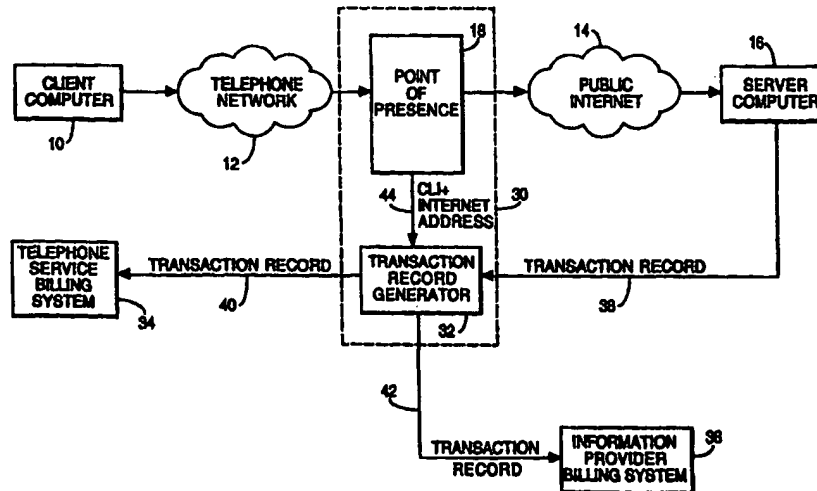 CLIENT
COMPUTER
10
TELEPHONE
NETWORK
12
18
POINT
OF
PRESENCE
14
PUBLIC
INTERNET
16
SERVER
COMPUTER
44
CLI+
INTERNET
ADDRESS
30
TELEPHONE
SERVICE
BILLING
SYSTEM
34
TRANSACTION RECORD
40
TRANSACTION
RECORD
GENERATOR
32
TRANSACTION RECORD
38
42
TRANSACTION
RECORD
INFORMATION
PROVIDER
BILLING SYSTEM
36